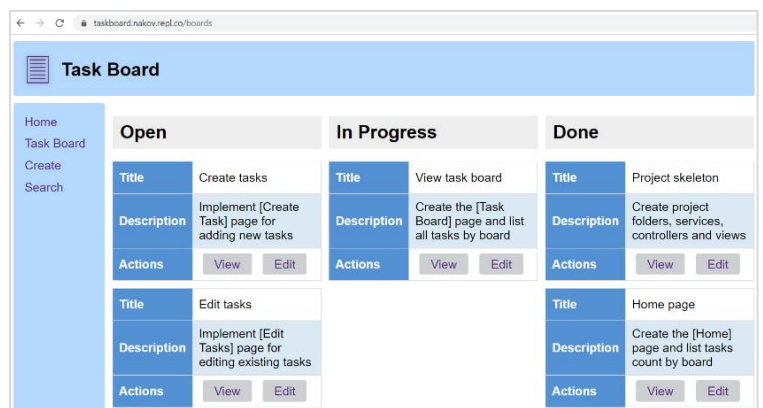 taskboard.nakov.repl.co/boards
Task Board
Home
Task Board
Create
Search
Open
Title
Create tasks
Description
Implement [Create
Task] page for
adding new tasks
Actions
View
Edit
Title
Edit tasks
Description
Implement [Edit
Tasks] page for
editing existing tasks
Actions
View
Edit
In Progress
Title
View task board
Description
Create the [Task
Board] page and list
all tasks by board
Actions
View
Edit
Done
Title
Project skeleton
Description
Create project
folders, services,
controllers and views
Actions
View
Edit
Title
Home page
Description
Create the [Home]
page and list tasks
count by board
Actions
View
Edit